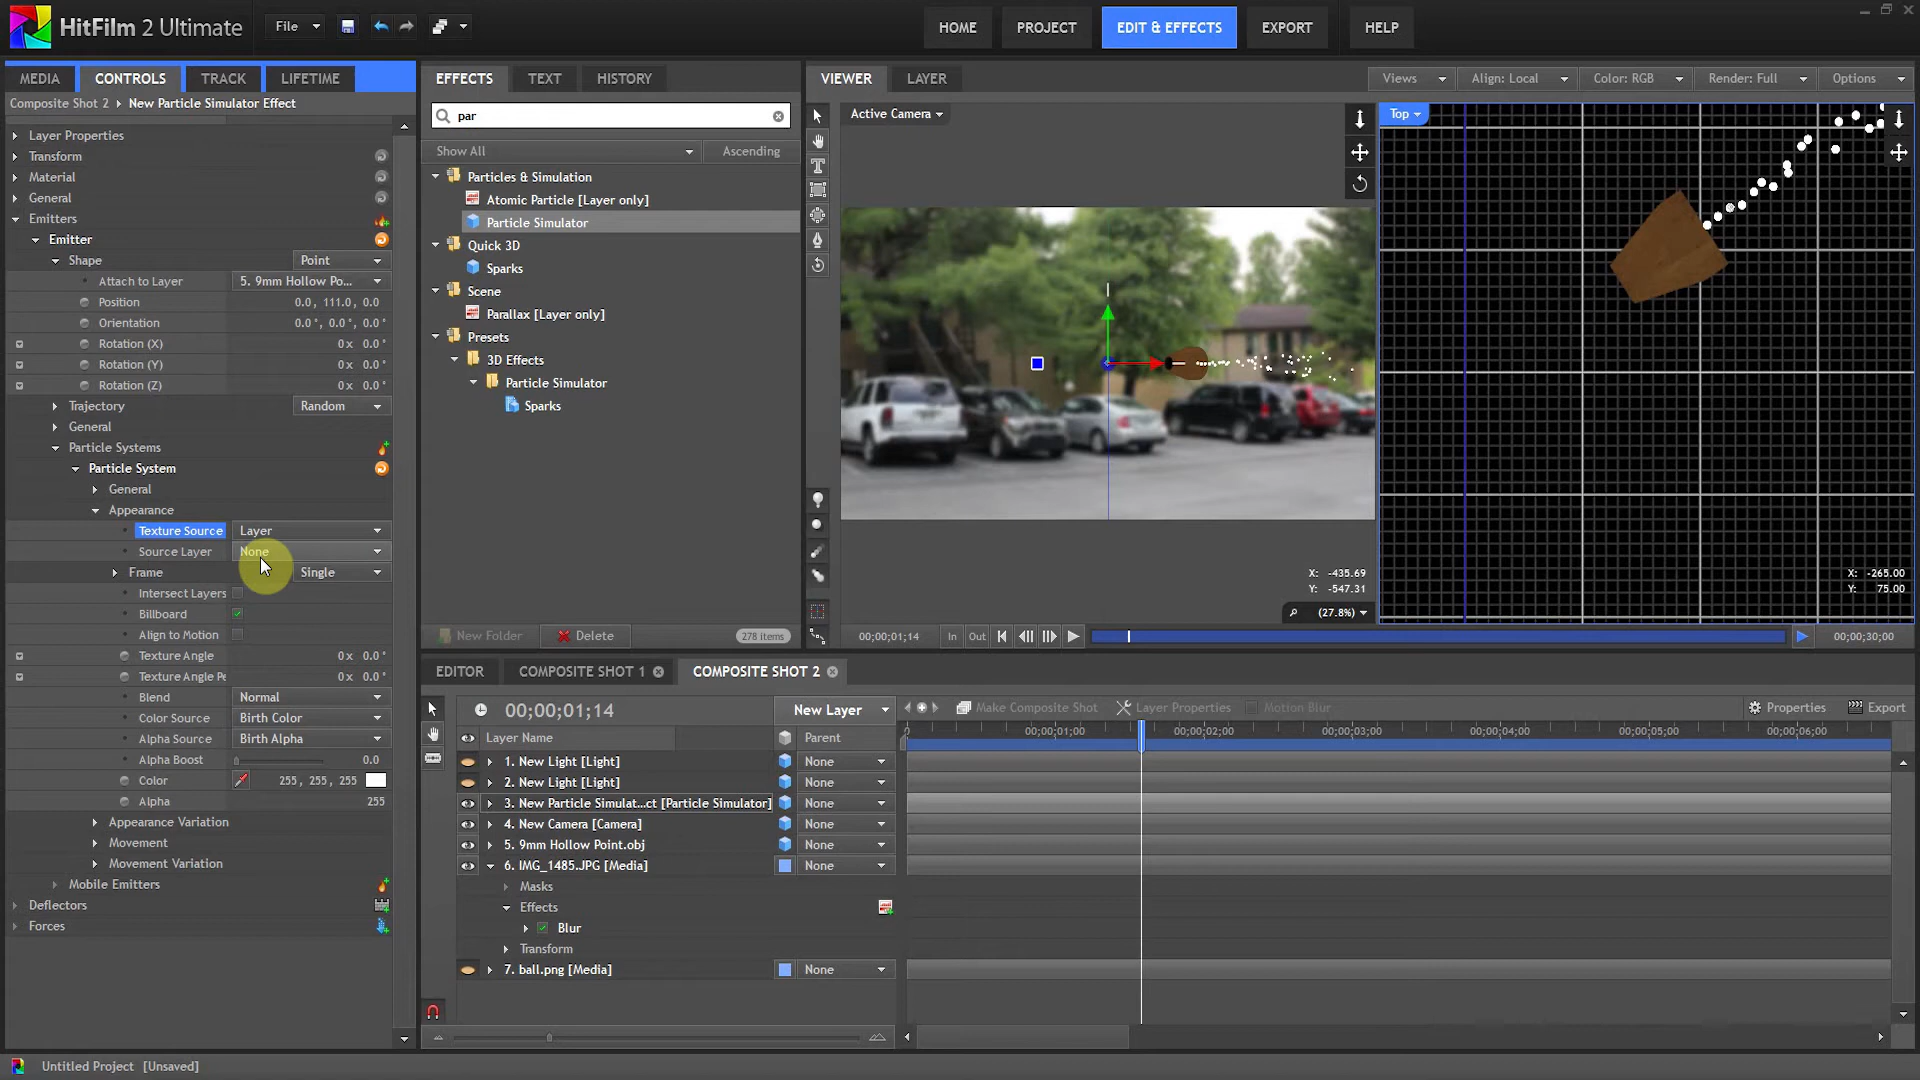 HitFilm 2 Ultimate
File
HOME
PROJECT
EDIT & EFFECTS
EXPORT
HELP
MEDIA
CONTROLS
TRACK
LIFETIME
Composite Shot 2 New Particle Simulator Effect
Layer Properties
Transform
Material
General
Emitters
Emitter
Shape Point
Attach to Layer 5. 9mm Hollow Po...
Position 0.0, 111.0, 0.0
Orientation 0.0°, 0.0°, 0.0°
Rotation (X) 0x 0.0°
Rotation (Y) 0x 0.0°
Rotation (Z) 0x 0.0°
Trajectory Random
General
Particle Systems
Particle System
General
Appearance
Texture Source Layer
Source Layer None
Frame Single
Intersect Layers
Billboard
Align to Motion
Texture Angle 0x 0.0°
Texture Angle Pe 0x 0.0°
Blend Normal
Color Source Birth Color
Alpha Source Birth Alpha
Alpha Boost 0.0
Color 255, 255, 255
Alpha 255
Appearance Variation
Movement
Movement Variation
Mobile Emitters
Deflectors
Forces
EFFECTS
TEXT
HISTORY
par
Show All Ascending
Particles & Simulation
Atomic Particle [Layer only]
Particle Simulator
Quick 3D
Sparks
Scene
Parallax [Layer only]
Presets
3D Effects
Particle Simulator
Sparks
New Folder Delete 278 items
VIEWER
LAYER
Views Align: Local Color: RGB Render: Full Options
Active Camera
X: -435.69
Y: -547.31
(27.8%)
Top
X: -265.00
Y: 75.00
00;00;01;14 In Out 00;00;30;00
EDITOR
COMPOSITE SHOT 1
COMPOSITE SHOT 2
00;00;01;14 New Layer Make Composite Shot Layer Properties Motion Blur Properties Export
Layer Name Parent
0 00;00;01;00 00;00;02;00 00;00;03;00 00;00;04;00 00;00;05;00 00;00;06;00
1. New Light [Light] None
2. New Light [Light] None
3. New Particle Simulat...ct [Particle Simulator] None
4. New Camera [Camera] None
5. 9mm Hollow Point.obj None
6. IMG_1485.JPG [Media] None
Masks
Effects
Blur
Transform
7. ball.png [Media] None
Untitled Project [Unsaved]